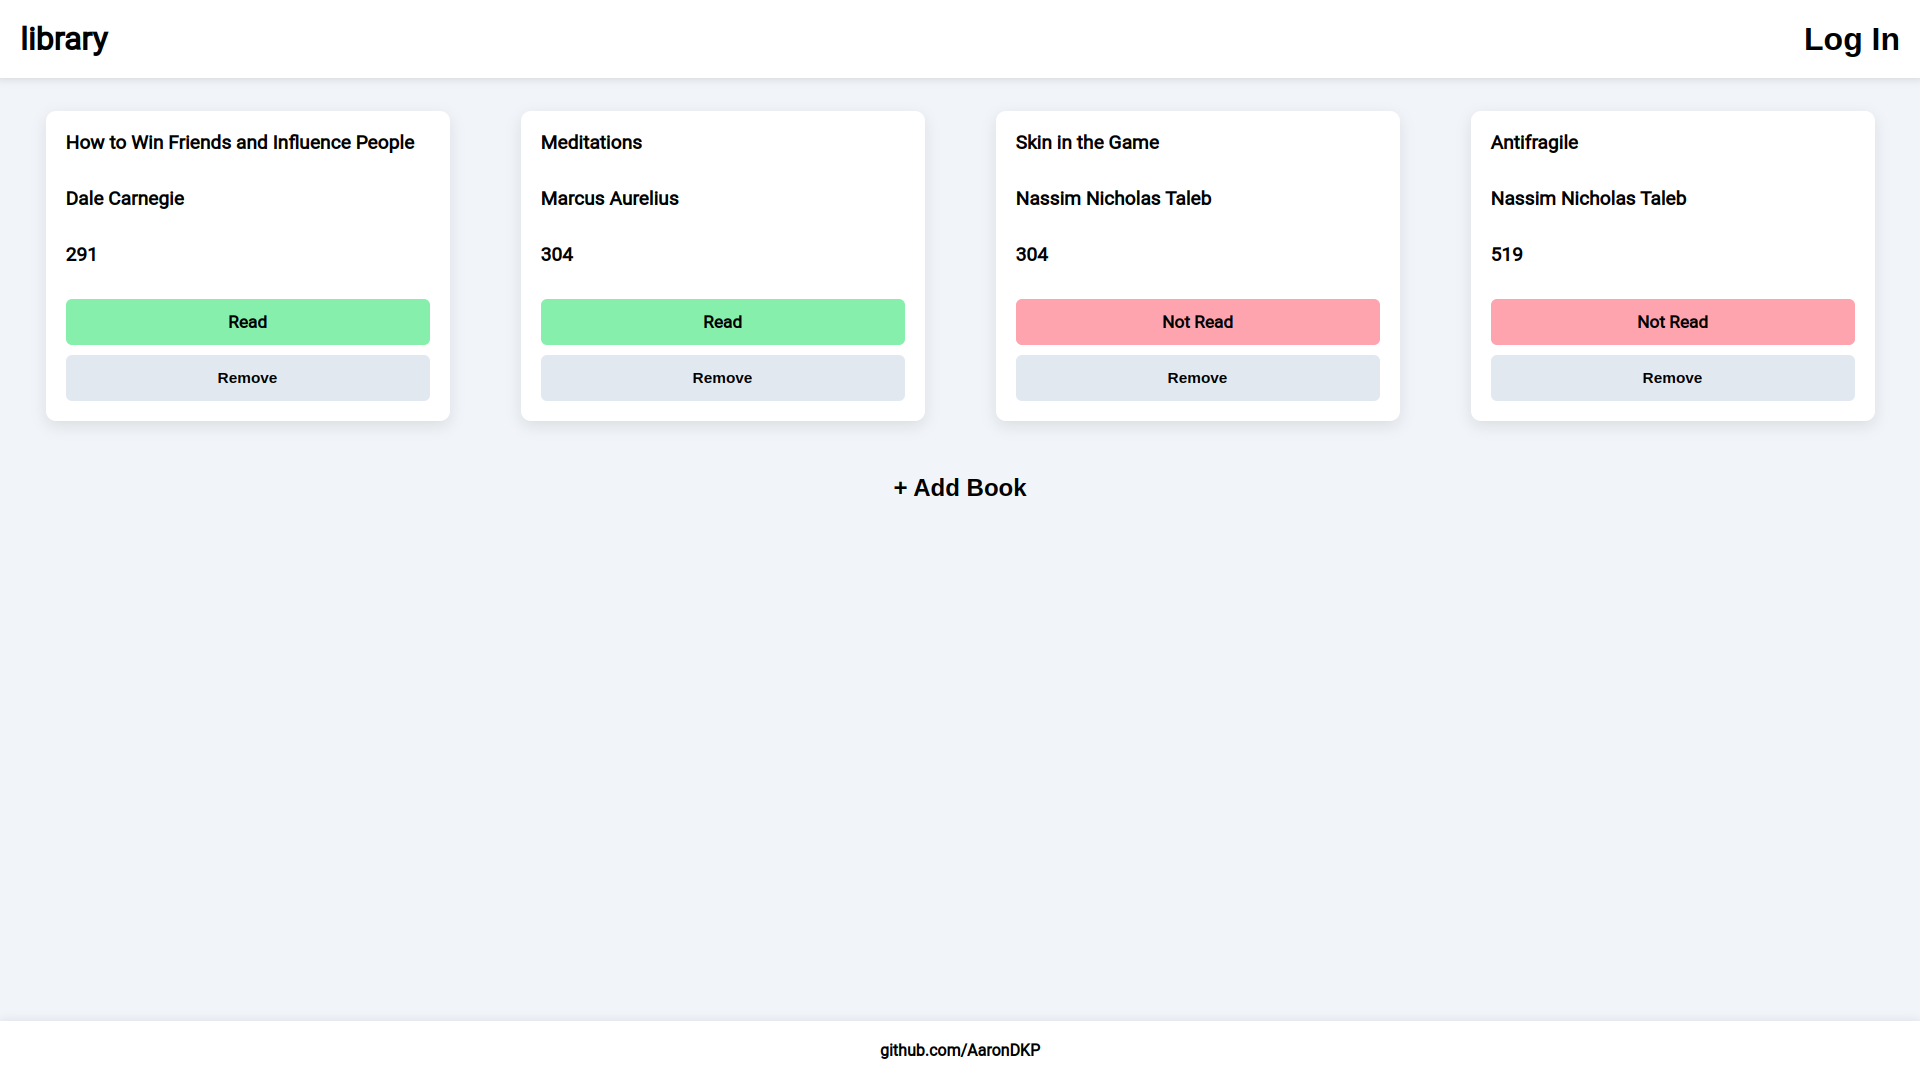 library
Log In
How to Win Friends and Influence People
Dale Carnegie
291
Read
Remove
Meditations
Marcus Aurelius
304
Read
Remove
Skin in the Game
Nassim Nicholas Taleb
304
Not Read
Remove
Antifragile
Nassim Nicholas Taleb
519
Not Read
Remove
+ Add Book
github.com/AaronDKP